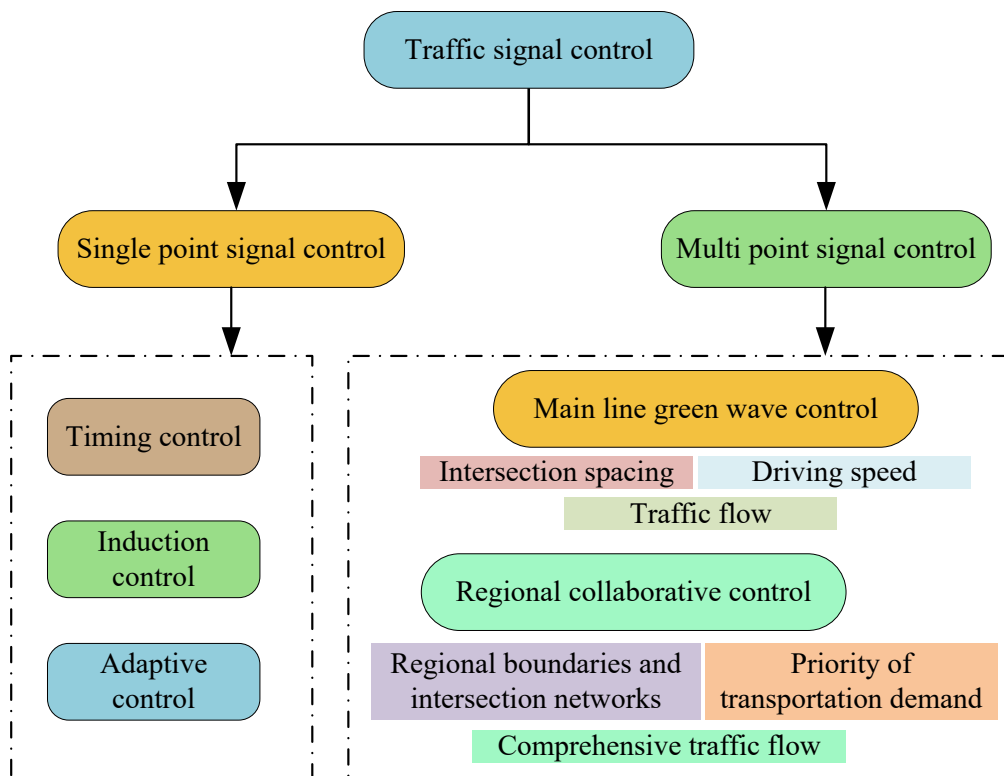 Traffic signal control
Single point signal control
Multi point signal control
Timing control
Induction
control
Adaptive
control
Main line green wave control
Intersection spacing
Driving speed
Traffic flow
Regional collaborative control
Regional boundaries and
intersection networks
Priority of
transportation demand
Comprehensive traffic flow